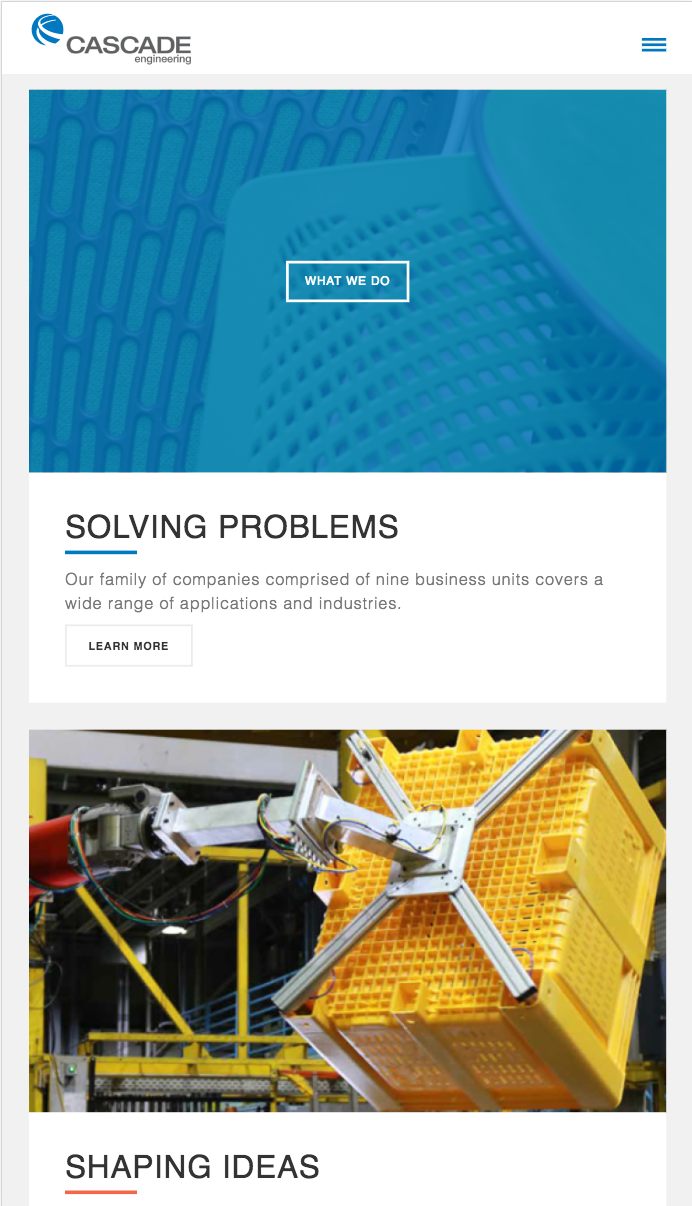 CASCADE
engineering
WHAT WE DO
SOLVING PROBLEMS
Our family of companies comprised of nine business units covers a
wide range of applications and industries.
LEARN MORE
SHAPING IDEAS